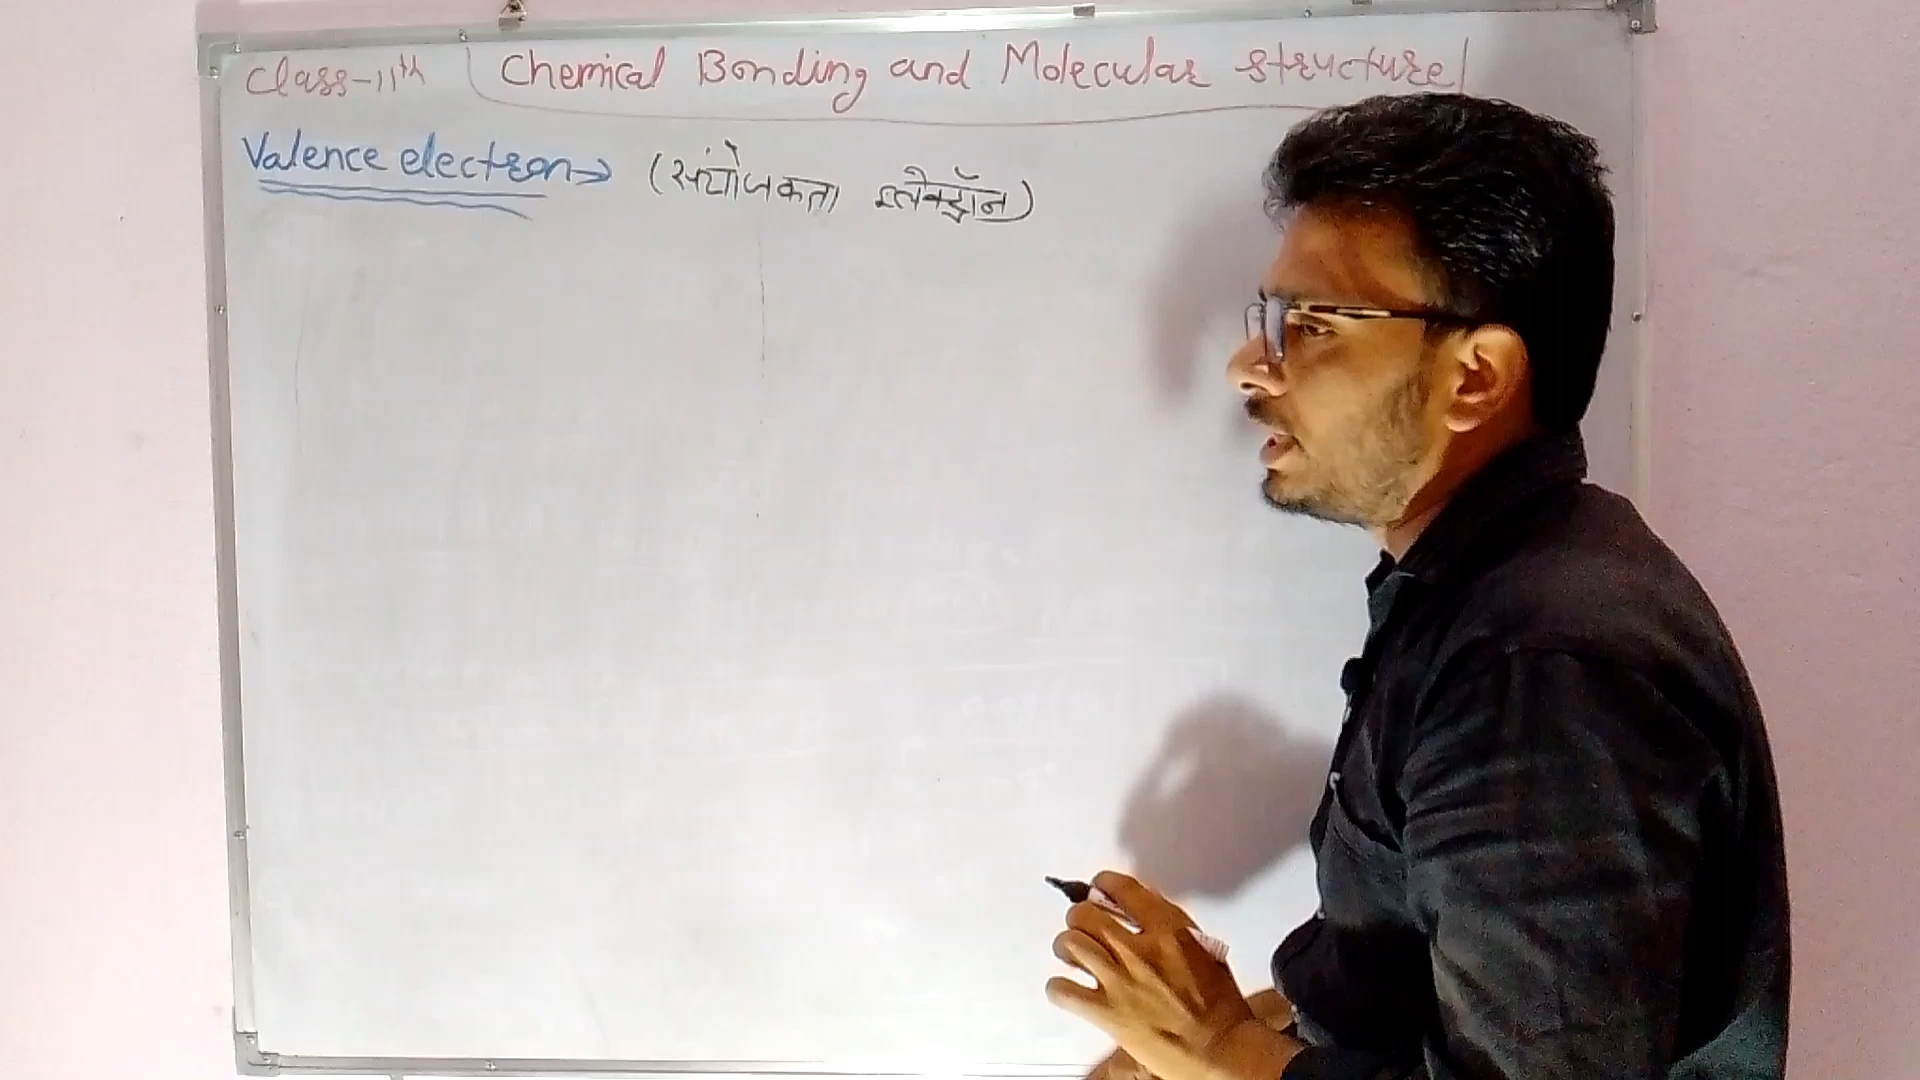 Class-11th Chemical Bonding and Molecular structure
Valence electron→ (संयोजकता इलेक्ट्रॉन)